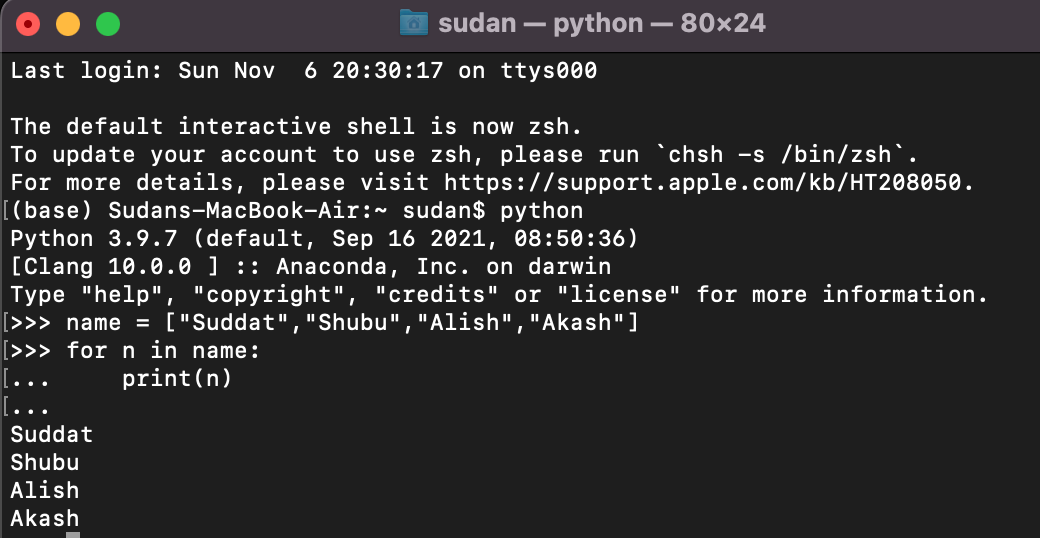 sudan — python — 80×24
Last login: Sun Nov  6 20:30:17 on ttys000
The default interactive shell is now zsh.
To update your account to use zsh, please run `chsh -s /bin/zsh`.
For more details, please visit https://support.apple.com/kb/HT208050.
[(base) Sudans-MacBook-Air:~ sudan$ python
Python 3.9.7 (default, Sep 16 2021, 08:50:36)
[Clang 10.0.0 ] :: Anaconda, Inc. on darwin
Type "help", "copyright", "credits" or "license" for more information.
[>>> name = ["Suddat","Shubu","Alish","Akash"]
[>>> for n in name:
[...     print(n)
[...
Suddat
Shubu
Alish
Akash